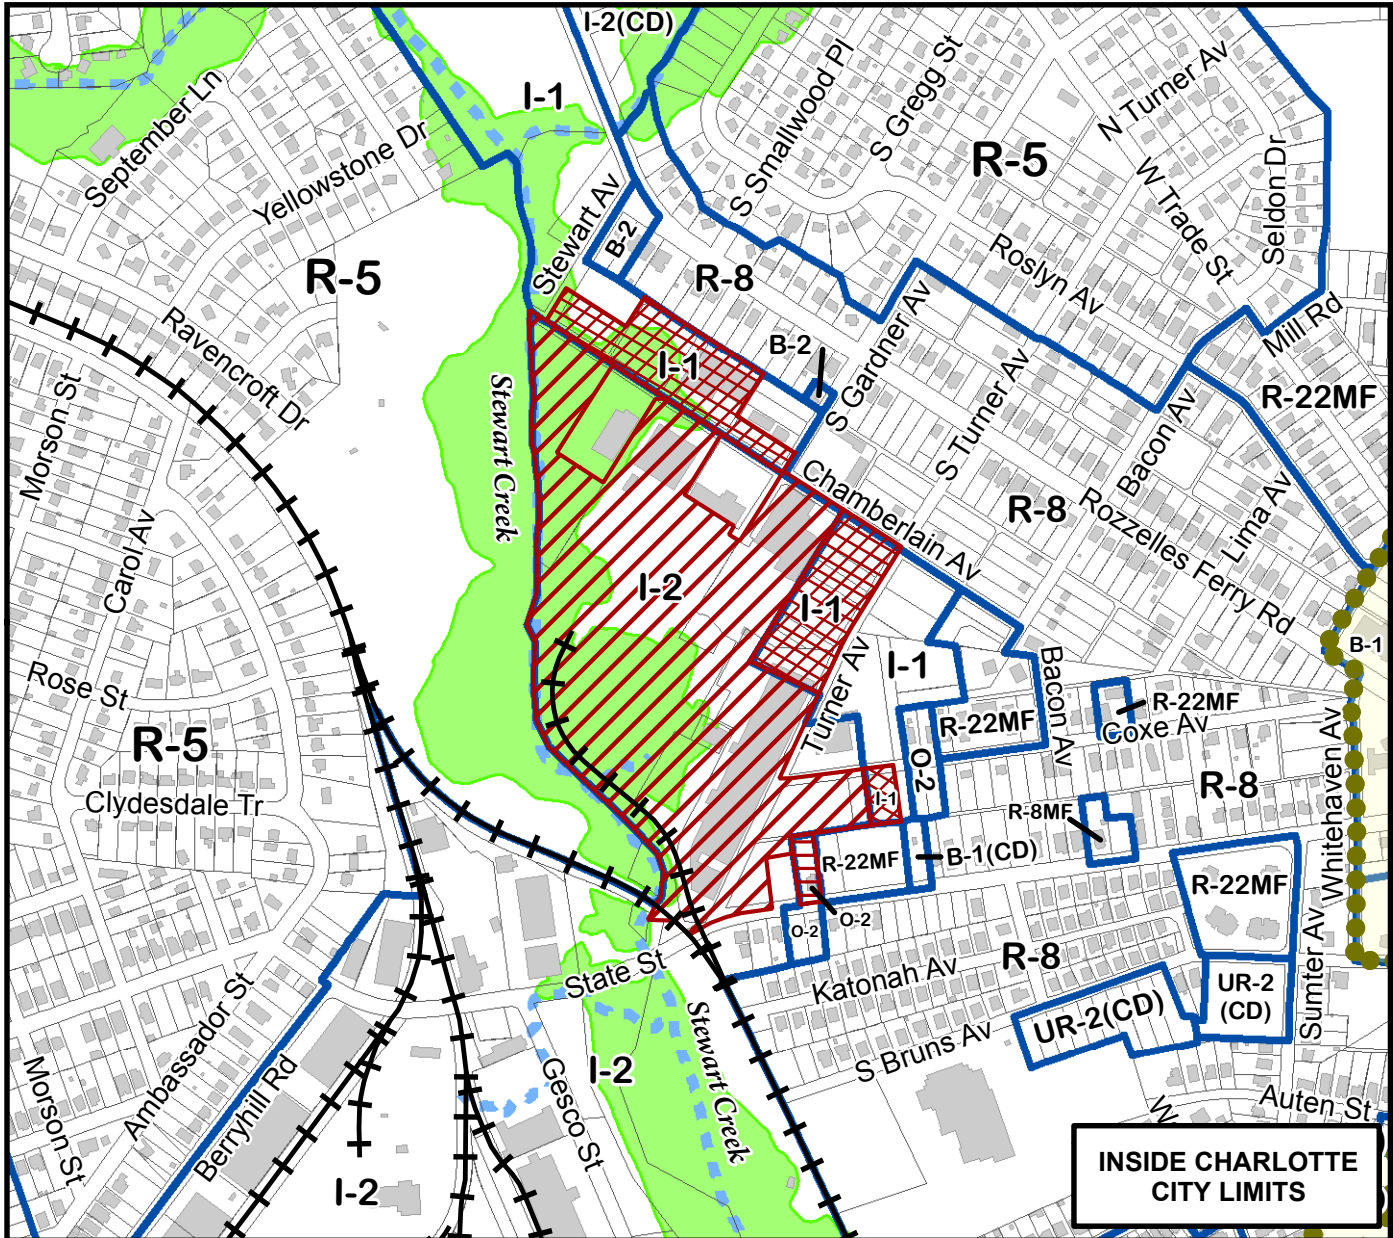 I-2(CD)
S Smallwood Pl
S Gregg St
N Turner Av
September Ln
I-1
Yellowstone Dr
R-5
W Trade St
Seldon Dr
Stewart Av
B-2
R-5
R-8
Roslyn Av
Mill Rd
Ravencroft Dr
B-2
S Gardner Av
I-1
R-22MF
Morson St
Stewart Creek
S Turner Av
Bacon Av
Chamberlain Av
R-8
Rozzelles Ferry Rd
Lima Av
Carol Av
I-2
I-1
B-1
Rose St
Turner Av
I-1
Bacon Av
R-22MF
R-22MF
Coxe Av
R-5
O-2
R-8
Whitehaven Av
Clydesdale Tr
I-1
R-8MF
R-22MF
B-1(CD)
R-22MF
O-2
O-2
R-8
Sumter Av
State St
Katonah Av
UR-2
(CD)
UR-2(CD)
Ambassador St
Stewart Creek
S Bruns Av
Morson St
Berryhill Rd
Gesco St
I-2
Auten St
I-2
INSIDE CHARLOTTE
CITY LIMITS